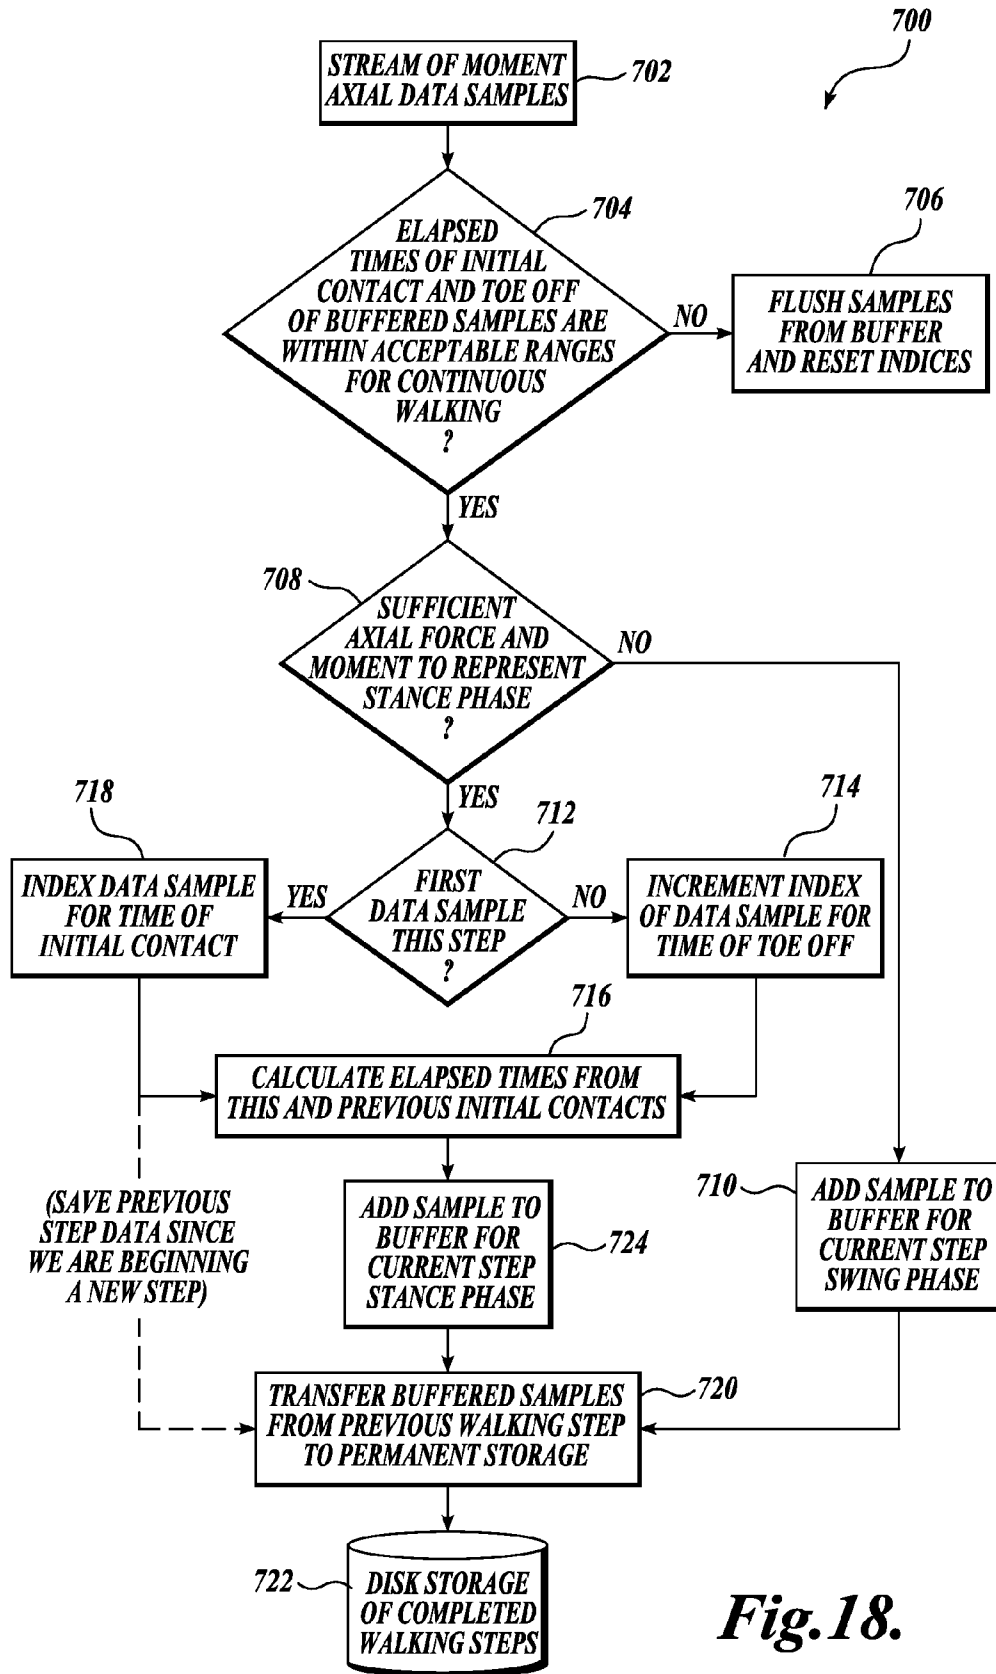 700
STREAM OF MOMENT
AXIAL DATA SAMPLES
702
704
ELAPSED
TIMES OF INITIAL
CONTACT AND TOE OFF
OF BUFFERED SAMPLES ARE
WITHIN ACCEPTABLE RANGES
FOR CONTINUOUS
WALKING
?
NO
706
FLUSH SAMPLES
FROM BUFFER
AND RESET INDICES
YES
708
SUFFICIENT
AXIAL FORCE AND
MOMENT TO REPRESENT
STANCE PHASE
?
NO
YES
718
INDEX DATA SAMPLE
FOR TIME OF
INITIAL CONTACT
YES
712
FIRST
DATA SAMPLE
THIS STEP
?
NO
714
INCREMENT INDEX
OF DATA SAMPLE FOR
TIME OF TOE OFF
716
CALCULATE ELAPSED TIMES FROM
THIS AND PREVIOUS INITIAL CONTACTS
(SAVE PREVIOUS
STEP DATA SINCE
WE ARE BEGINNING
A NEW STEP)
ADD SAMPLE TO
BUFFER FOR
CURRENT STEP
STANCE PHASE
724
710
ADD SAMPLE TO
BUFFER FOR
CURRENT STEP
SWING PHASE
TRANSFER BUFFERED SAMPLES
FROM PREVIOUS WALKING STEP
TO PERMANENT STORAGE
720
722
DISK STORAGE
OF COMPLETED
WALKING STEPS
Fig.18.